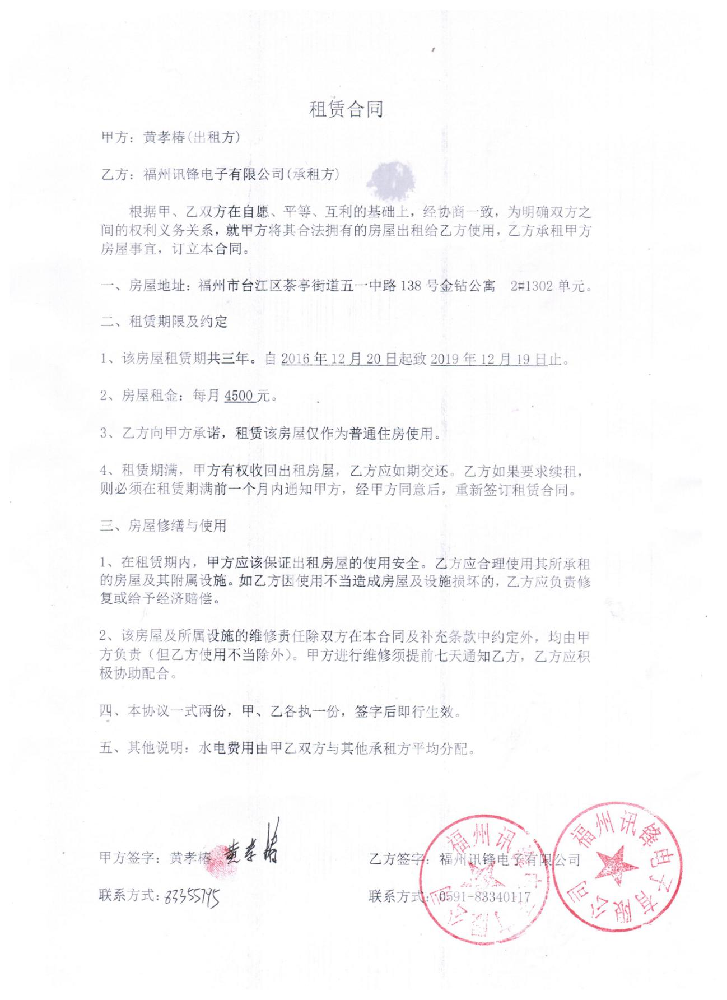 租赁合同
甲方：黄孝椿(出租方)
乙方：福州讯锋电子有限公司(承租方)
根据甲、乙双方在自愿、平等、互利的基础上，经协商一致，为明确双方之
间的权利义务关系，就甲方将其合法拥有的房屋出租给乙方使用，乙方承租甲方
房屋事宜，订立本合同。
一、房屋地址：福州市台江区茶亭街道五一中路 138 号金钻公寓　2#1302 单元。
二、租赁期限及约定
1、该房屋租赁期共三年。自 2016 年 12 月 20 日起致 2019 年 12 月 19 日止。
2、房屋租金：每月 4500 元。
3、乙方向甲方承诺，租赁该房屋仅作为普通住房使用。
4、租赁期满，甲方有权收回出租房屋，乙方应如期交还。乙方如果要求续租，
则必须在租赁期满前一个月内通知甲方，经甲方同意后，重新签订租赁合同。
三、房屋修缮与使用
1、在租赁期内，甲方应该保证出租房屋的使用安全。乙方应合理使用其所承租
的房屋及其附属设施。如乙方因使用不当造成房屋及设施损坏的，乙方应负责修
复或给予经济赔偿。
2、该房屋及所属设施的维修责任除双方在本合同及补充条款中约定外，均由甲
方负责（但乙方使用不当除外）。甲方进行维修须提前七天通知乙方，乙方应积
极协助配合。
四、本协议一式两份，甲、乙各执一份，签字后即行生效。
五、其他说明：水电费用由甲乙双方与其他承租方平均分配。
甲方签字：黄孝椿 黄孝椿
乙方签字：福州讯锋电子有限公司
联系方式：83355795
联系方式：0591-83340117
福州讯锋电子有限公司
福州讯锋电子有限公司